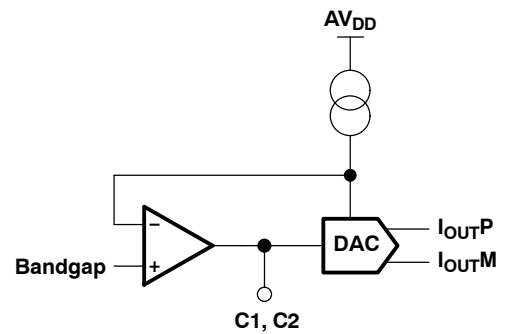 AVDD
−
Bandgap +
DAC
IOUTP
IOUTM
C1, C2